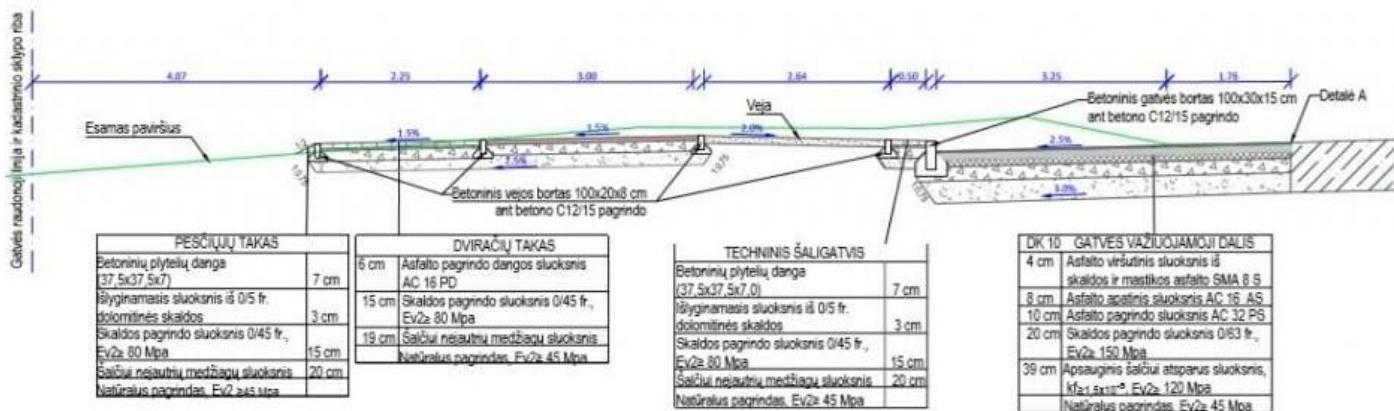 Gatvės raudonoji linija ir kadastrinio sklypo riba
4.07
2.25
3.00
2.64
0.50
3.25
1.76
Esamas paviršius
Veja
Betoninis gatvės bortas 100x30x15 cm
ant betono C12/15 pagrindo
Detalė A
1.5%
2.0%
2.5%
2.5%
3.0%
Betoninis vejos bortas 100x20x8 cm
ant betono C12/15 pagrindo
PĖSČIŲJŲ TAKAS
Betoninių plytelių danga
(37,5x37,5x7) 7 cm
Išlyginamasis sluoksnis iš 0/5 fr.
dolomitinės skaldos 3 cm
Skaldos pagrindo sluoksnis 0/45 fr.,
Ev2≥ 80 Mpa 15 cm
Šalčiui nejautrių medžiagų sluoksnis 20 cm
Natūralus pagrindas, Ev2 ≥45 Mpa
DVIRAČIŲ TAKAS
6 cm Asfalto pagrindo dangos sluoksnis
AC 16 PD
15 cm Skaldos pagrindo sluoksnis 0/45 fr.,
Ev2≥ 80 Mpa
19 cm Šalčiui nejautrių medžiagų sluoksnis
Natūralus pagrindas, Ev2≥ 45 Mpa
TECHNINIS ŠALIGATVIS
Betoninių plytelių danga
(37,5x37,5x7,0) 7 cm
Išlyginamasis sluoksnis iš 0/5 fr.
dolomitinės skaldos 3 cm
Skaldos pagrindo sluoksnis 0/45 fr.,
Ev2≥ 80 Mpa 15 cm
Šalčiui nejautrių medžiagų sluoksnis 20 cm
Natūralus pagrindas, Ev2≥ 45 Mpa
DK 10 GATVĖS VAŽIUOJAMOJI DALIS
4 cm Asfalto viršutinis sluoksnis iš
skaldos ir mastikos asfalto SMA 8 S
8 cm Asfalto apatinis sluoksnis AC 16 AS
10 cm Asfalto pagrindo sluoksnis AC 32 PS
20 cm Skaldos pagrindo sluoksnis 0/63 fr.,
Ev2≥ 150 Mpa
39 cm Apsauginis šalčiui atsparus sluoksnis,
kf≥1,5x10⁻⁵, Ev2≥ 120 Mpa
Natūralus pagrindas, Ev2≥ 45 Mpa